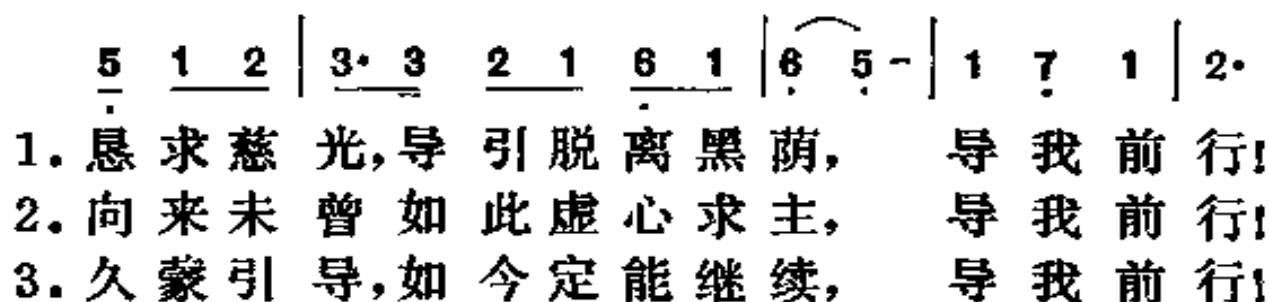 5 1 2 | 3· 3 2 1 6 1 | 6 5 - | 1 7 1 | 2·
1. 恳求慈光,导引脱离黑荫, 导我前行!
2. 向来未曾如此虚心求主, 导我前行!
3. 久蒙引导,如今定能继续, 导我前行!